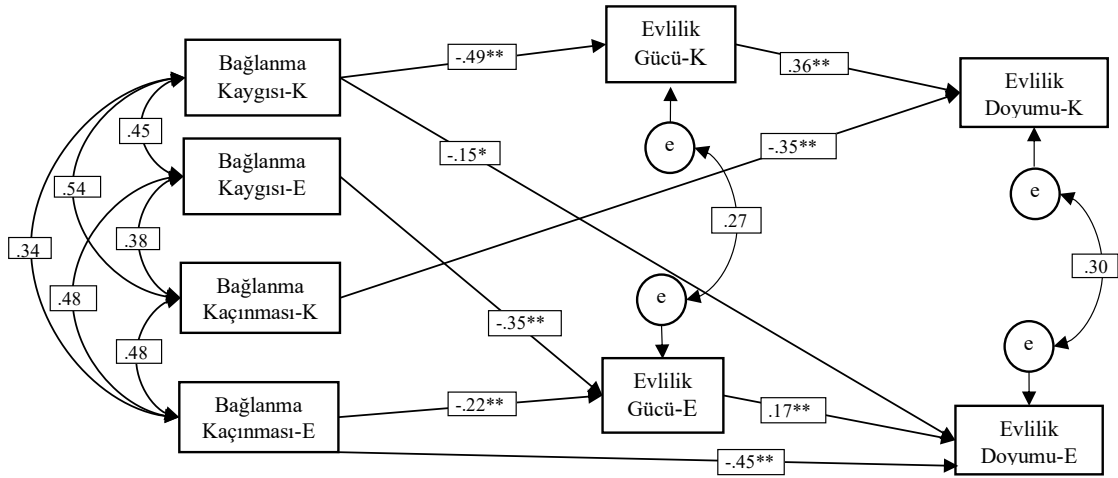 Bağlanma
Kaygısı-K
Bağlanma
Kaygısı-E
Bağlanma
Kaçınması-K
Bağlanma
Kaçınması-E
.45
.54
.38
.34
.48
.48
-.49**
-.15*
-.35**
-.22**
Evlilik
Gücü-K
e
.27
e
Evlilik
Gücü-E
.36**
-.35**
.17**
-.45**
Evlilik
Doyumu-K
e
.30
e
Evlilik
Doyumu-E